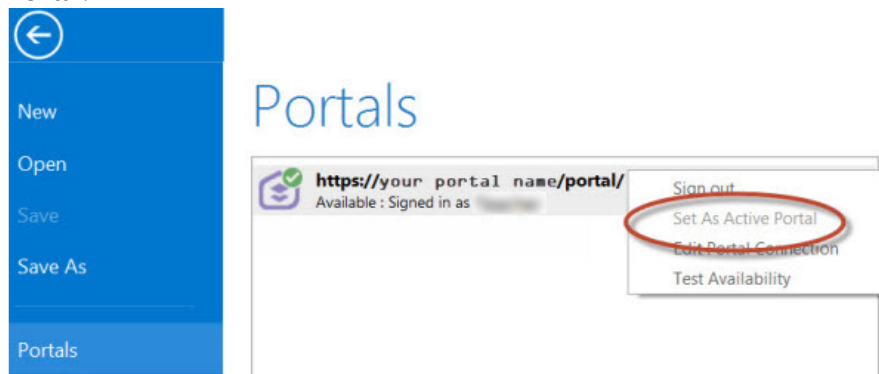 New
Open
Save
Save As
Portals
Portals
https://your portal name/portal/
Available : Signed in as
Sign out
Set As Active Portal
Edit Portal Connection
Test Availability